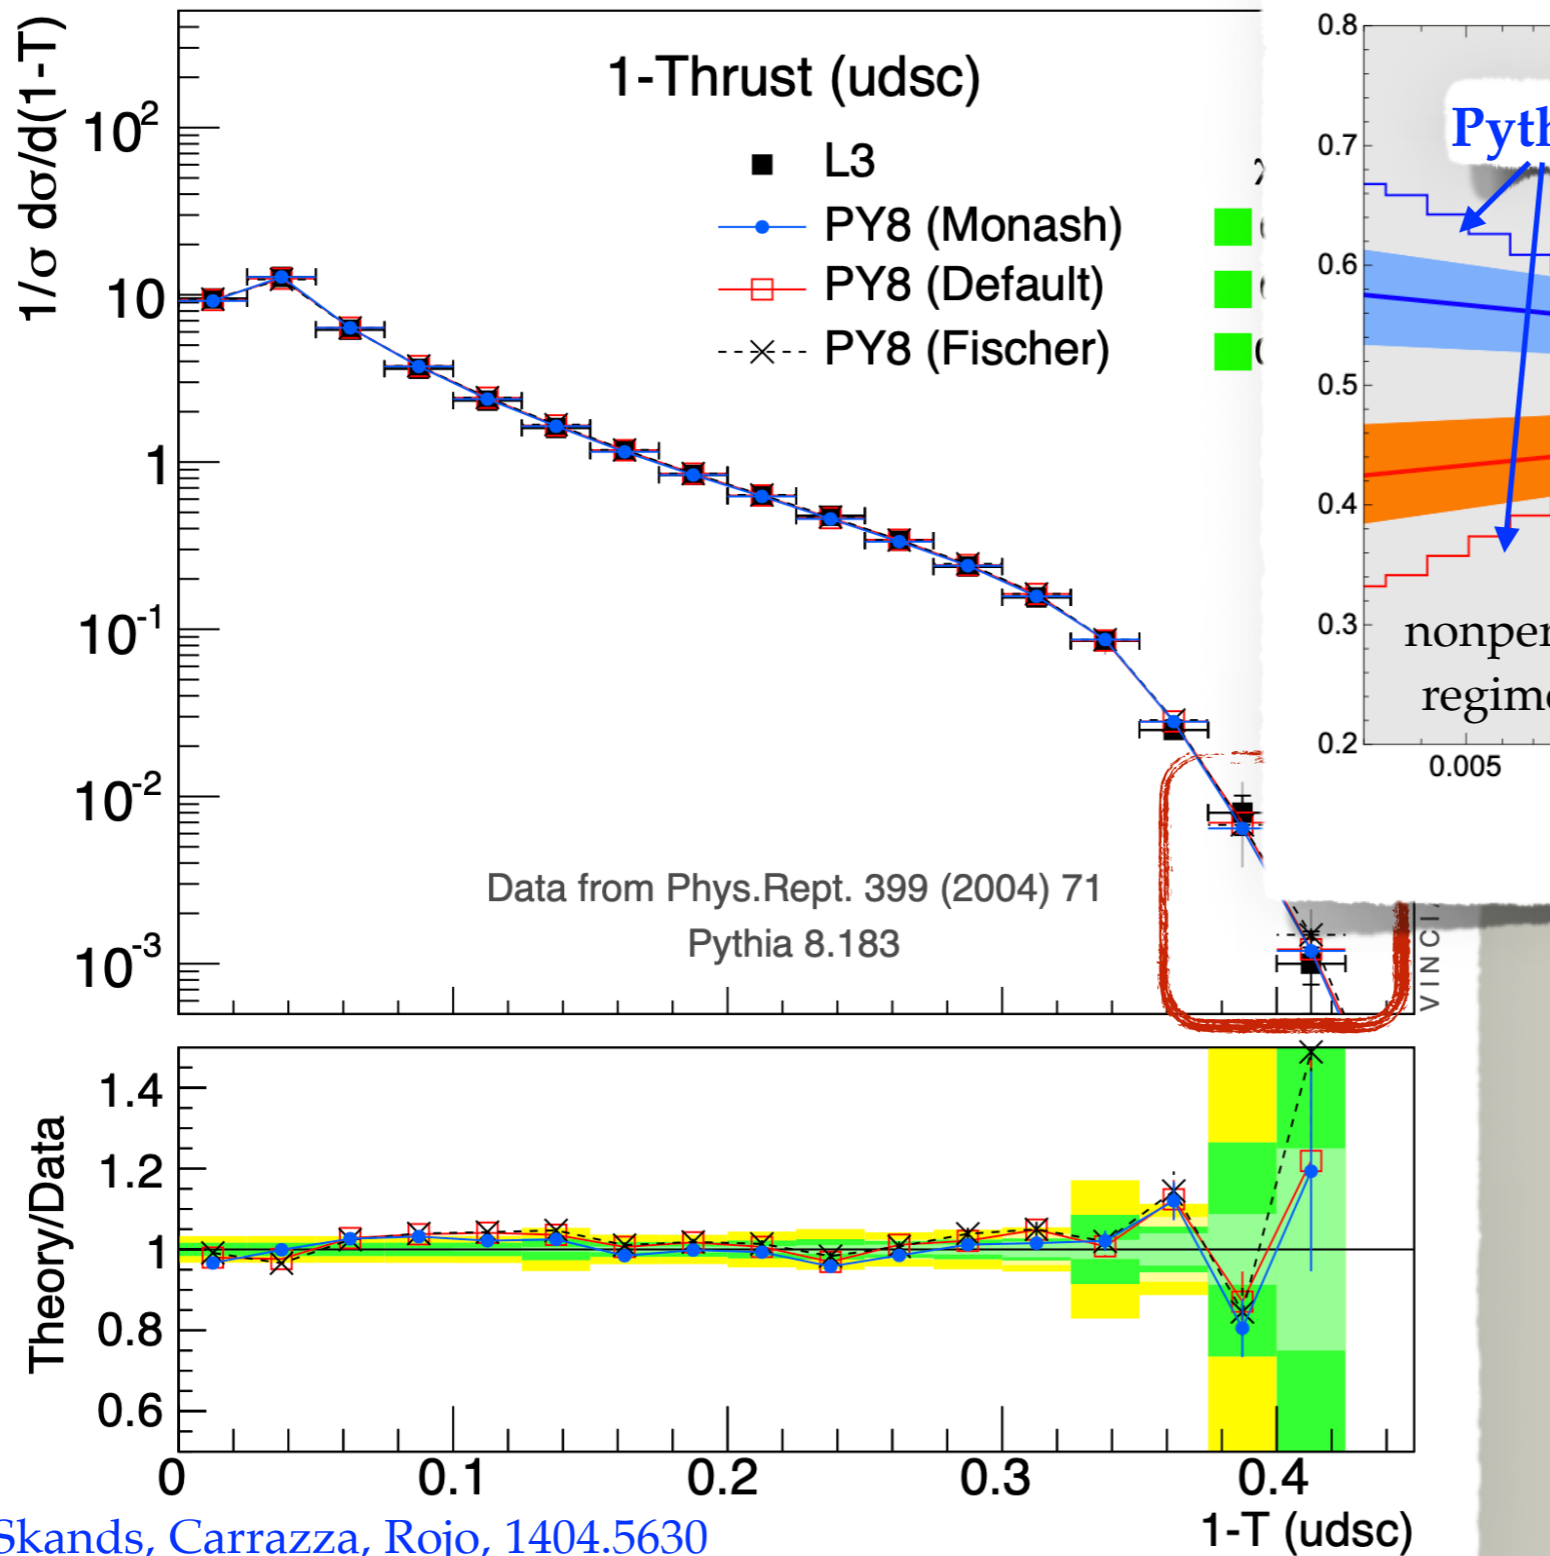 1/σ dσ/d(1-T)
10²
10
1
10⁻¹
10⁻²
10⁻³
1-Thrust (udsc)
L3
PY8 (Monash)
PY8 (Default)
PY8 (Fischer)
Data from Phys.Rept. 399 (2004) 71
Pythia 8.183
0.8
0.7
0.6
0.5
0.4
0.3
0.2
0.005
regime
Theory/Data
1.4
1.2
1
0.8
0.6
0
0.1
0.2
0.3
0.4
1-T (udsc)
Skands, Carrazza, Rojo, 1404.5630